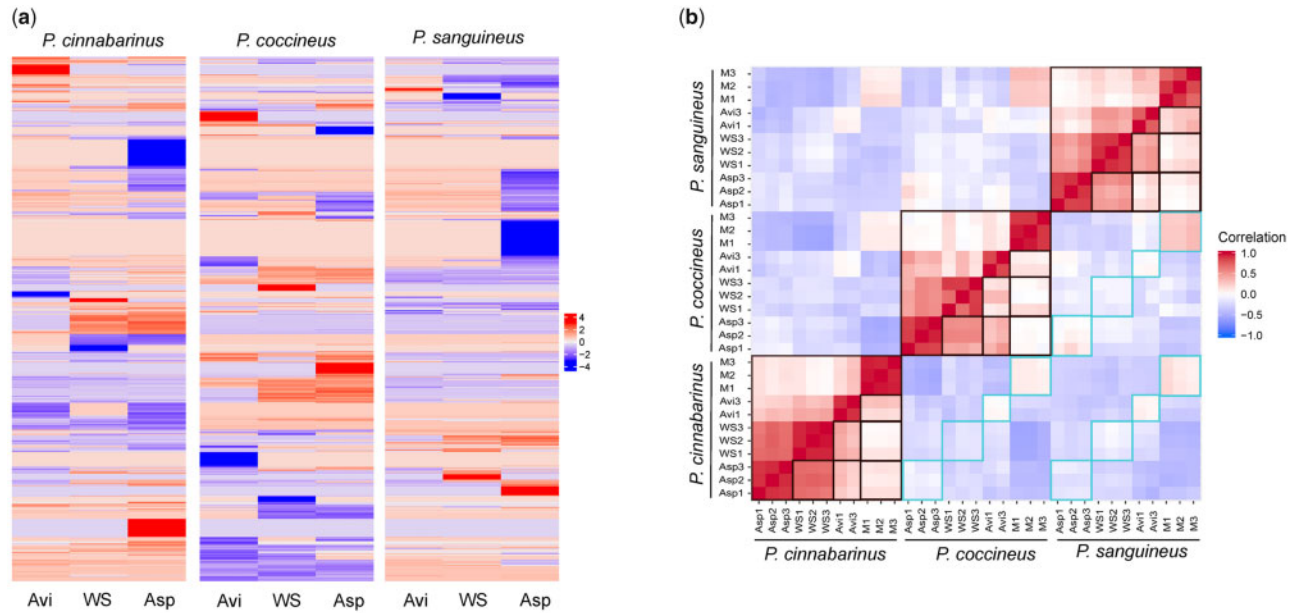 (a)
P. cinnabarinus
P. coccineus
P. sanguineus
4
2
0
−2
−4
Avi WS Asp
Avi WS Asp
Avi WS Asp
(b)
P. sanguineus
M3
M2
M1
Avi3
Avi1
WS3
WS2
WS1
Asp3
Asp2
Asp1
P. coccineus
M3
M2
M1
Avi3
Avi1
WS3
WS2
WS1
Asp3
Asp2
Asp1
P. cinnabarinus
M3
M2
M1
Avi3
Avi1
WS3
WS2
WS1
Asp3
Asp2
Asp1
Asp1 Asp2 Asp3 WS1 WS2 WS3 Avi1 Avi3 M1 M2 M3
Asp1 Asp2 Asp3 WS1 WS2 WS3 Avi1 Avi3 M1 M2 M3
Asp1 Asp2 Asp3 WS1 WS2 WS3 Avi1 Avi3 M1 M2 M3
P. cinnabarinus
P. coccineus
P. sanguineus
Correlation
1.0
0.5
0.0
−0.5
−1.0